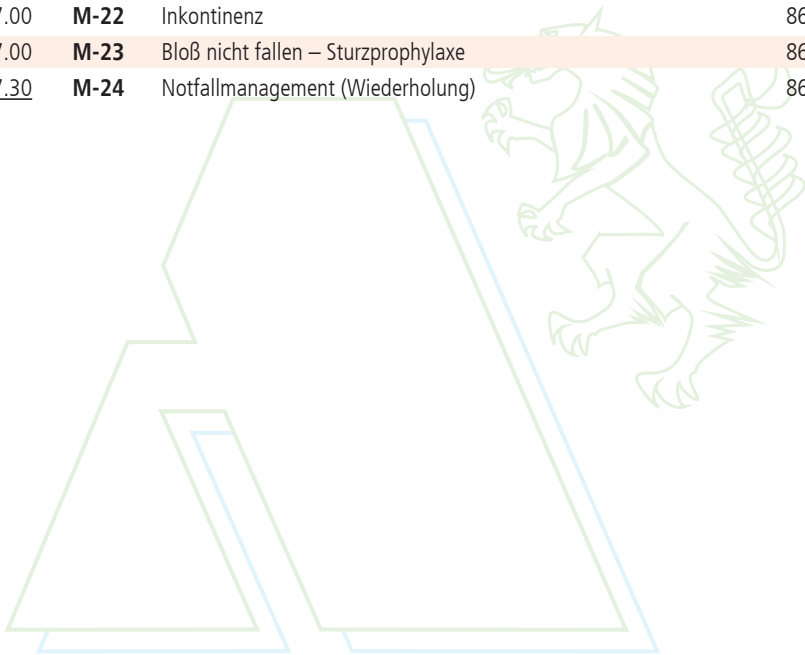 7.00 M-22 Inkontinenz 86
7.00 M-23 Bloß nicht fallen – Sturzprophylaxe 86
7.30 M-24 Notfallmanagement (Wiederholung) 86